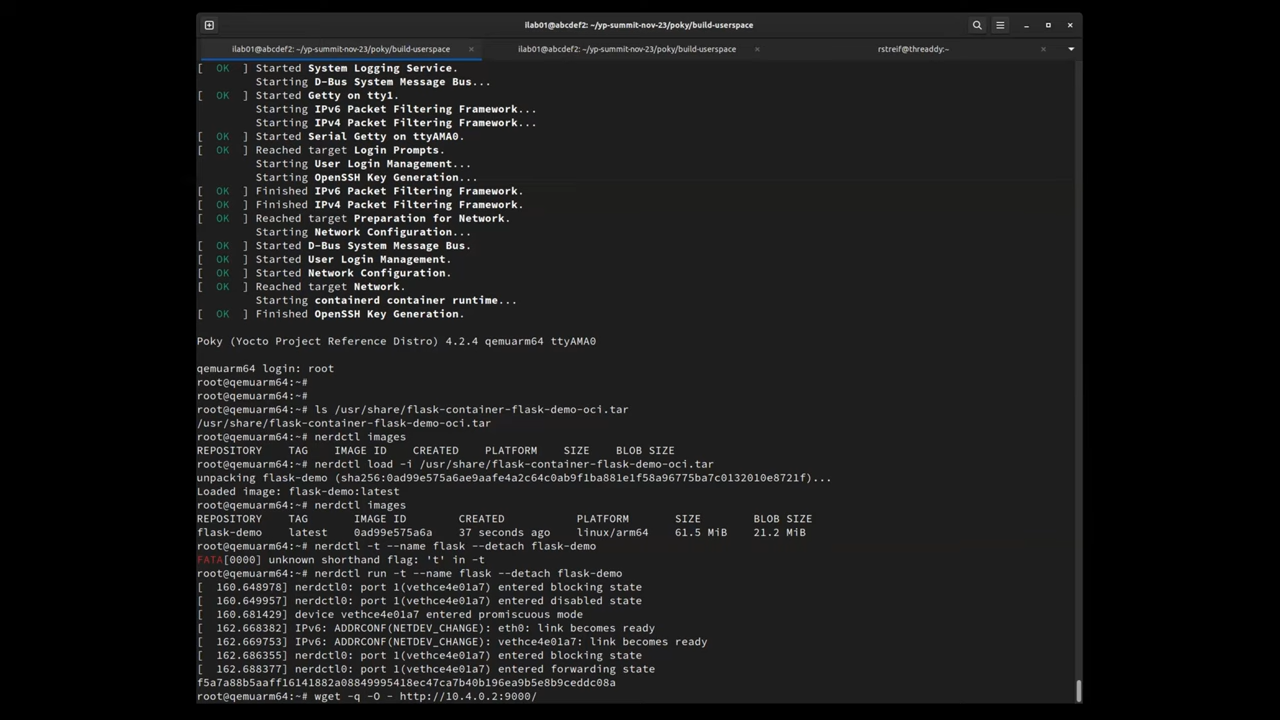 ilab01@abcdef2: ~/yp-summit-nov-23/poky/build-userspace
ilab01@abcdef2: ~/yp-summit-nov-23/poky/build-userspace × ilab01@abcdef2: ~/yp-summit-nov-23/poky/build-userspace × rstreif@threaddy:~ ×
[  OK  ] Started System Logging Service.
         Starting D-Bus System Message Bus...
[  OK  ] Started Getty on tty1.
         Starting IPv6 Packet Filtering Framework...
         Starting IPv4 Packet Filtering Framework...
[  OK  ] Started Serial Getty on ttyAMA0.
[  OK  ] Reached target Login Prompts.
         Starting User Login Management...
         Starting OpenSSH Key Generation...
[  OK  ] Finished IPv6 Packet Filtering Framework.
[  OK  ] Finished IPv4 Packet Filtering Framework.
[  OK  ] Reached target Preparation for Network.
         Starting Network Configuration...
[  OK  ] Started D-Bus System Message Bus.
[  OK  ] Started User Login Management.
[  OK  ] Started Network Configuration.
[  OK  ] Reached target Network.
         Starting containerd container runtime...
[  OK  ] Finished OpenSSH Key Generation.
Poky (Yocto Project Reference Distro) 4.2.4 qemuarm64 ttyAMA0
qemuarm64 login: root
root@qemuarm64:~#
root@qemuarm64:~#
root@qemuarm64:~# ls /usr/share/flask-container-flask-demo-oci.tar
/usr/share/flask-container-flask-demo-oci.tar
root@qemuarm64:~# nerdctl images
REPOSITORY    TAG    IMAGE ID    CREATED    PLATFORM    SIZE    BLOB SIZE
root@qemuarm64:~# nerdctl load -i /usr/share/flask-container-flask-demo-oci.tar
unpacking flask-demo (sha256:0ad99e575a6ae9aafe4a2c64c0ab9f1ba881e1f58a96775ba7c0132010e8721f)...
Loaded image: flask-demo:latest
root@qemuarm64:~# nerdctl images
REPOSITORY    TAG       IMAGE ID        CREATED           PLATFORM       SIZE        BLOB SIZE
flask-demo    latest    0ad99e575a6a    37 seconds ago    linux/arm64    61.5 MiB    21.2 MiB
root@qemuarm64:~# nerdctl -t --name flask --detach flask-demo
FATA[0000] unknown shorthand flag: 't' in -t
root@qemuarm64:~# nerdctl run -t --name flask --detach flask-demo
[  160.648978] nerdctl0: port 1(vethce4e01a7) entered blocking state
[  160.649957] nerdctl0: port 1(vethce4e01a7) entered disabled state
[  160.681429] device vethce4e01a7 entered promiscuous mode
[  162.668382] IPv6: ADDRCONF(NETDEV_CHANGE): eth0: link becomes ready
[  162.669753] IPv6: ADDRCONF(NETDEV_CHANGE): vethce4e01a7: link becomes ready
[  162.686355] nerdctl0: port 1(vethce4e01a7) entered blocking state
[  162.688377] nerdctl0: port 1(vethce4e01a7) entered forwarding state
f5a7a88b5aaff16141882a08849995418ec47ca7b40b196ea9b5e8b9ceddc08a
root@qemuarm64:~# wget -q -O - http://10.4.0.2:9000/